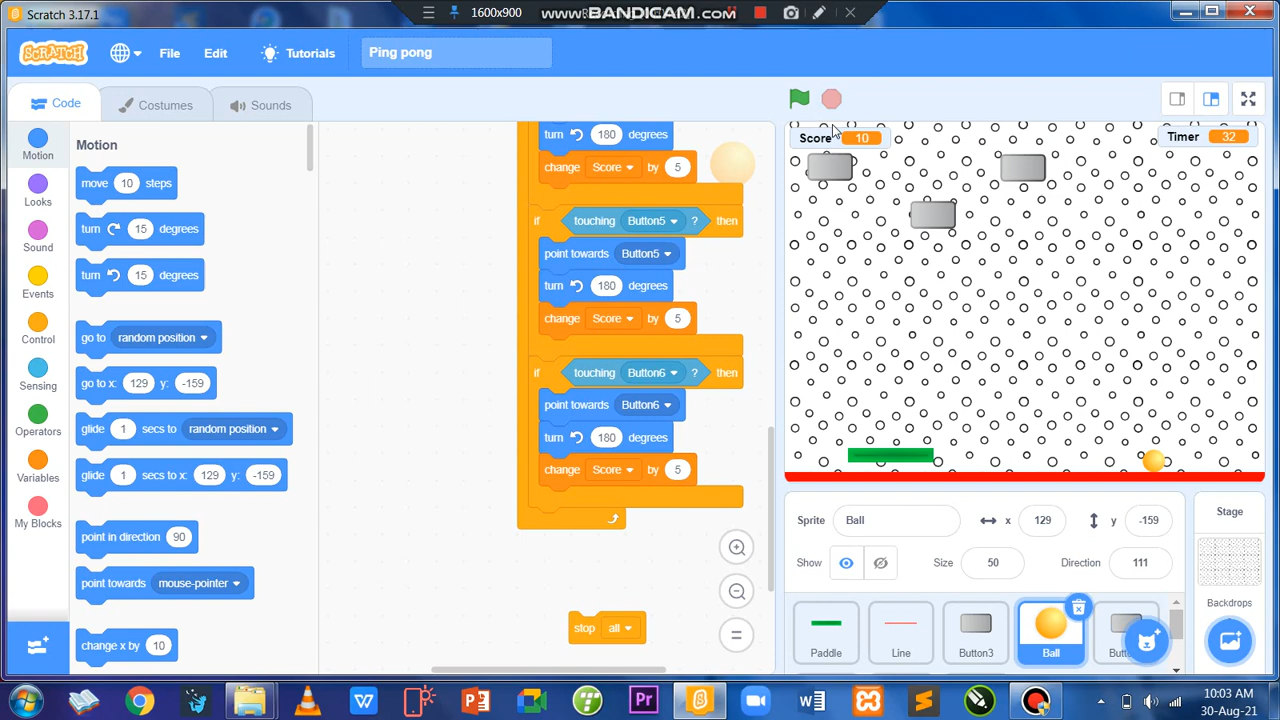 Scratch 3.17.1
1600x900
www.BANDICAM.com
SCRATCH
File
Edit
Tutorials
Ping pong
Code
Costumes
Sounds
Motion
Looks
Sound
Events
Control
Sensing
Operators
Variables
My Blocks
Motion
move 10 steps
turn 15 degrees
turn 15 degrees
go to random position
go to x: 129 y: -159
glide 1 secs to random position
glide 1 secs to x: 129 y: -159
point in direction 90
point towards mouse-pointer
change x by 10
turn 180 degrees
change Score by 5
if touching Button5 ? then
point towards Button5
turn 180 degrees
change Score by 5
if touching Button6 ? then
point towards Button6
turn 180 degrees
change Score by 5
stop all
Score 10
Timer 32
Sprite Ball x 129 y -159
Show Size 50 Direction 111
Paddle
Line
Button3
Ball
Stage
Backdrops
10:03 AM
30-Aug-21